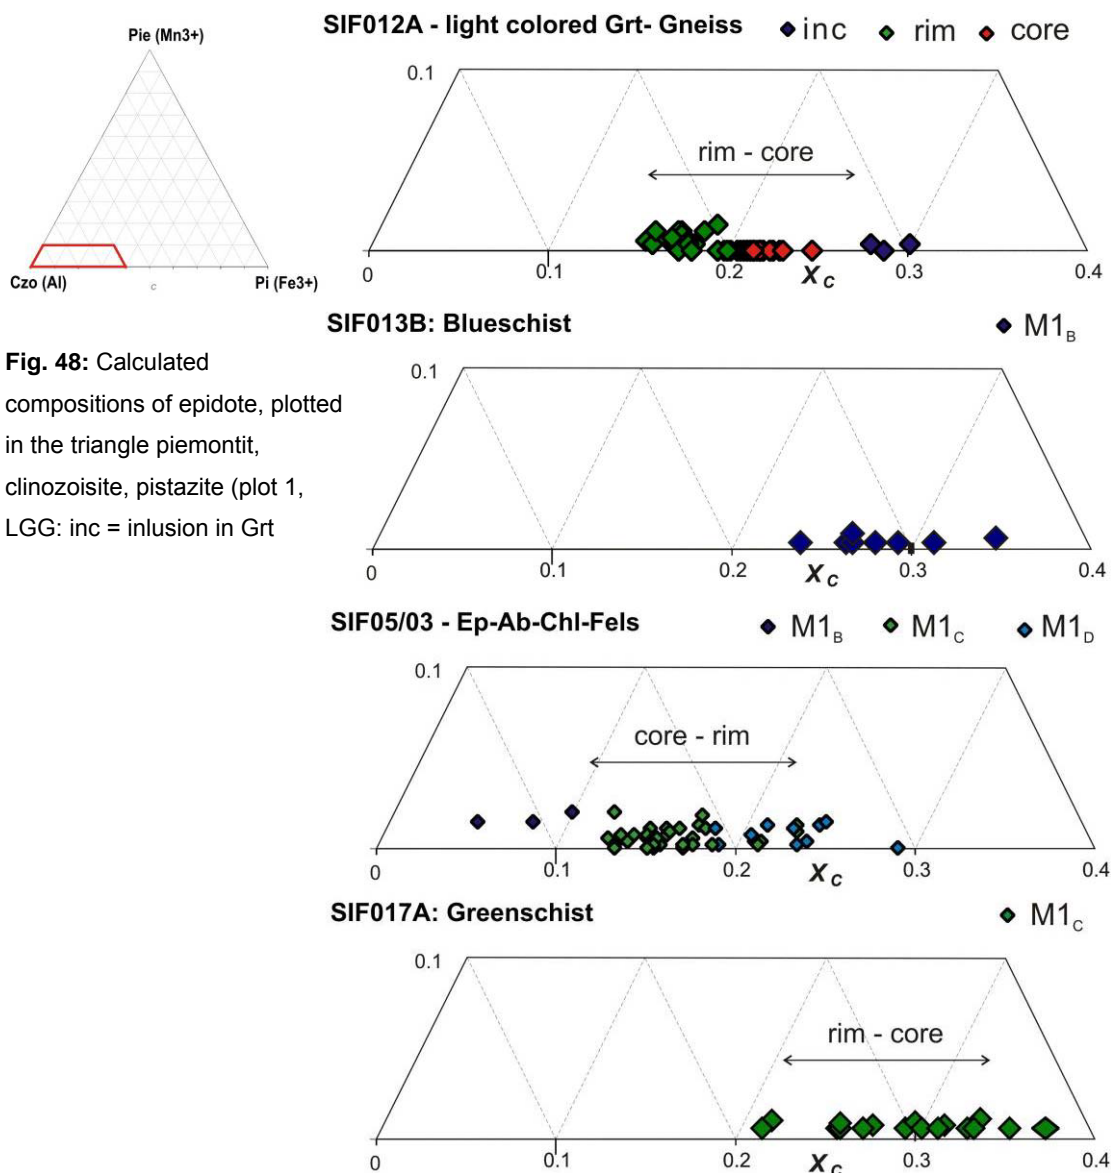 Pie (Mn3+)
Czo (Al)
c
Pi (Fe3+)
Fig. 48: Calculated
compositions of epidote, plotted
in the triangle piemontit,
clinozoisite, pistazite (plot 1,
LGG: inc = inlusion in Grt
SIF012A - light colored Grt- Gneiss
inc
rim
core
0.1
rim - core
0
0.1
0.2
0.3
0.4
XC
SIF013B: Blueschist
M1B
0.1
0
0.1
0.2
0.3
0.4
XC
SIF05/03 - Ep-Ab-Chl-Fels
M1B
M1C
M1D
0.1
core - rim
0
0.1
0.2
0.3
0.4
XC
SIF017A: Greenschist
M1C
0.1
rim - core
0
0.1
0.2
0.3
0.4
XC